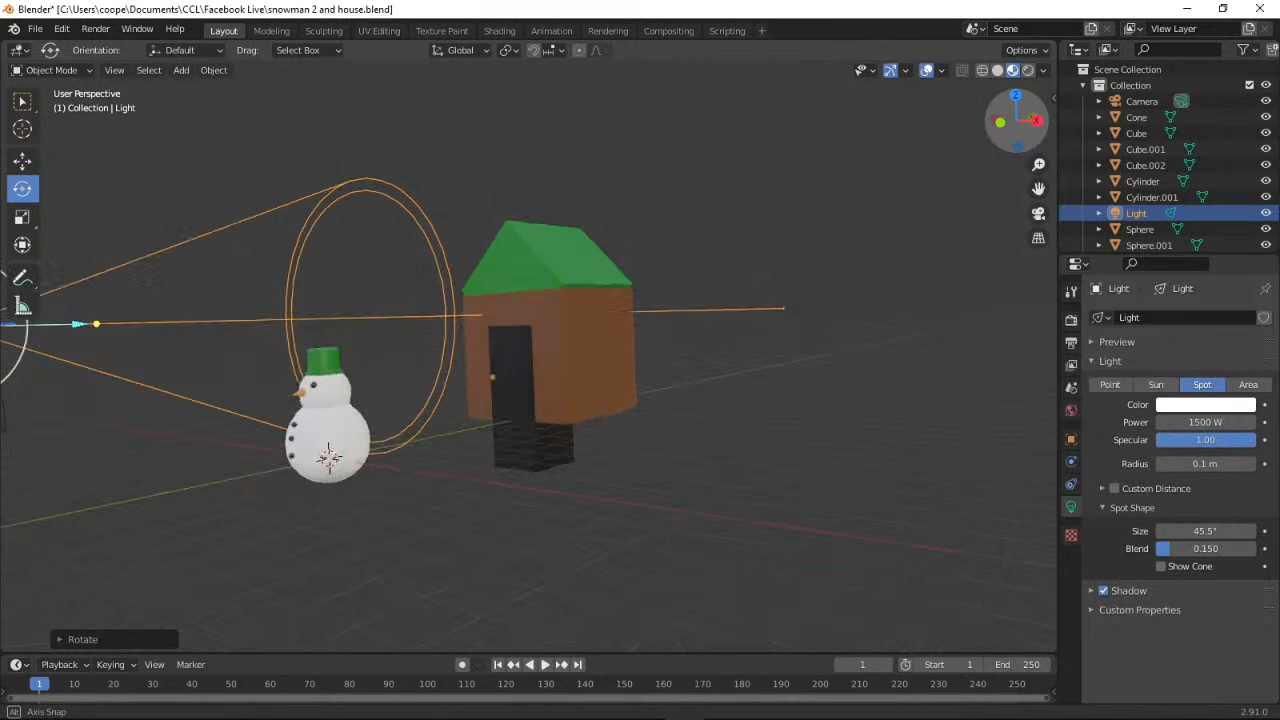 Blender* [C:\Users\coope\Documents\CCL\Facebook Live\snowman 2 and house.blend]
File Edit Render Window Help Layout Modeling Sculpting UV Editing Texture Paint Shading Animation Rendering Compositing Scripting + Scene View Layer
Orientation: Default Drag: Select Box Global Options
Object Mode View Select Add Object
Scene Collection
Collection
User Perspective
(1) Collection | Light
Z
X
Camera
Cone
Cube
Cube.001
Cube.002
Cylinder
Cylinder.001
Light
Sphere
Sphere.001
Light Light
Light
Preview
Light
Point Sun Spot Area
Color
Power 1500 W
Specular 1.00
Radius 0.1 m
Custom Distance
Spot Shape
Size 45.5°
Blend 0.150
Show Cone
Shadow
Custom Properties
Rotate
Playback Keying View Marker 1 Start 1 End 250
1 10 20 30 40 50 60 70 80 90 100 110 120 130 140 150 160 170 180 190 200 210 220 230 240 250
Alt Axis Snap 2.91.0